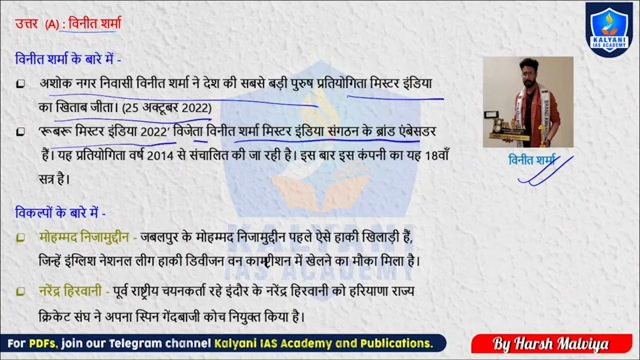 उत्तर (A) : विनीत शर्मा
KALYANI
IAS ACADEMY
विनीत शर्मा के बारे में -
अशोक नगर निवासी विनीत शर्मा ने देश की सबसे बड़ी पुरुष प्रतियोगिता मिस्टर इंडिया
का खिताब जीता। (25 अक्टूबर 2022)
'रूबरू मिस्टर इंडिया 2022' विजेता विनीत शर्मा मिस्टर इंडिया संगठन के ब्रांड एंबेसडर
हैं। यह प्रतियोगिता वर्ष 2014 से संचालित की जा रही है। इस बार इस कंपनी का यह 18वाँ
सत्र है।
विनीत शर्मा
विकल्पों के बारे में -
मोहम्मद निजामुद्दीन - जबलपुर के मोहम्मद निजामुद्दीन पहले ऐसे हाकी खिलाड़ी हैं,
जिन्हें इंग्लिश नेशनल लीग हाकी डिवीजन वन काम्प्टीशन में खेलने का मौका मिला है।
नरेंद्र हिरवानी - पूर्व राष्ट्रीय चयनकर्ता रहे इंदौर के नरेंद्र हिरवानी को हरियाणा राज्य
क्रिकेट संघ ने अपना स्पिन गेंदबाजी कोच नियुक्त किया है।
KALYANI
IAS ACADEMY
For PDFs, join our Telegram channel Kalyani IAS Academy and Publications.
By Harsh Malviya